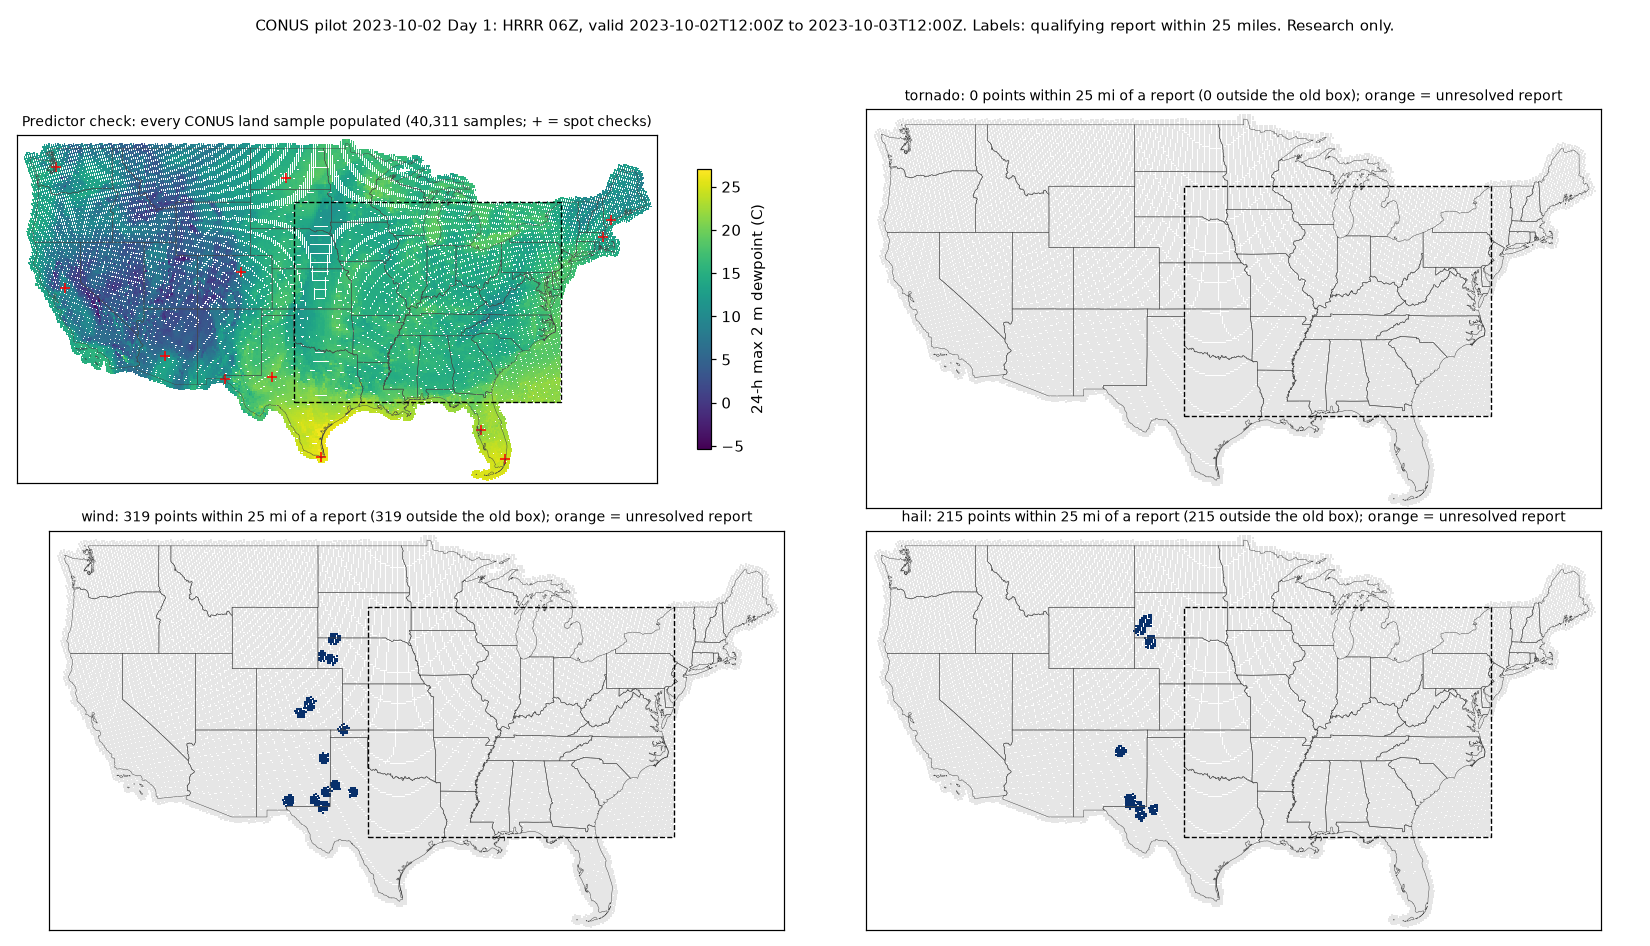 CONUS pilot 2023-10-02 Day 1: HRRR 06Z, valid 2023-10-02T12:00Z to 2023-10-03T12:00Z. Labels: qualifying report within 25 miles. Research only.
Predictor check: every CONUS land sample populated (40,311 samples; + = spot checks)
25
20
15
10
5
0
−5
24-h max 2 m dewpoint (C)
tornado: 0 points within 25 mi of a report (0 outside the old box); orange = unresolved report
wind: 319 points within 25 mi of a report (319 outside the old box); orange = unresolved report
hail: 215 points within 25 mi of a report (215 outside the old box); orange = unresolved report